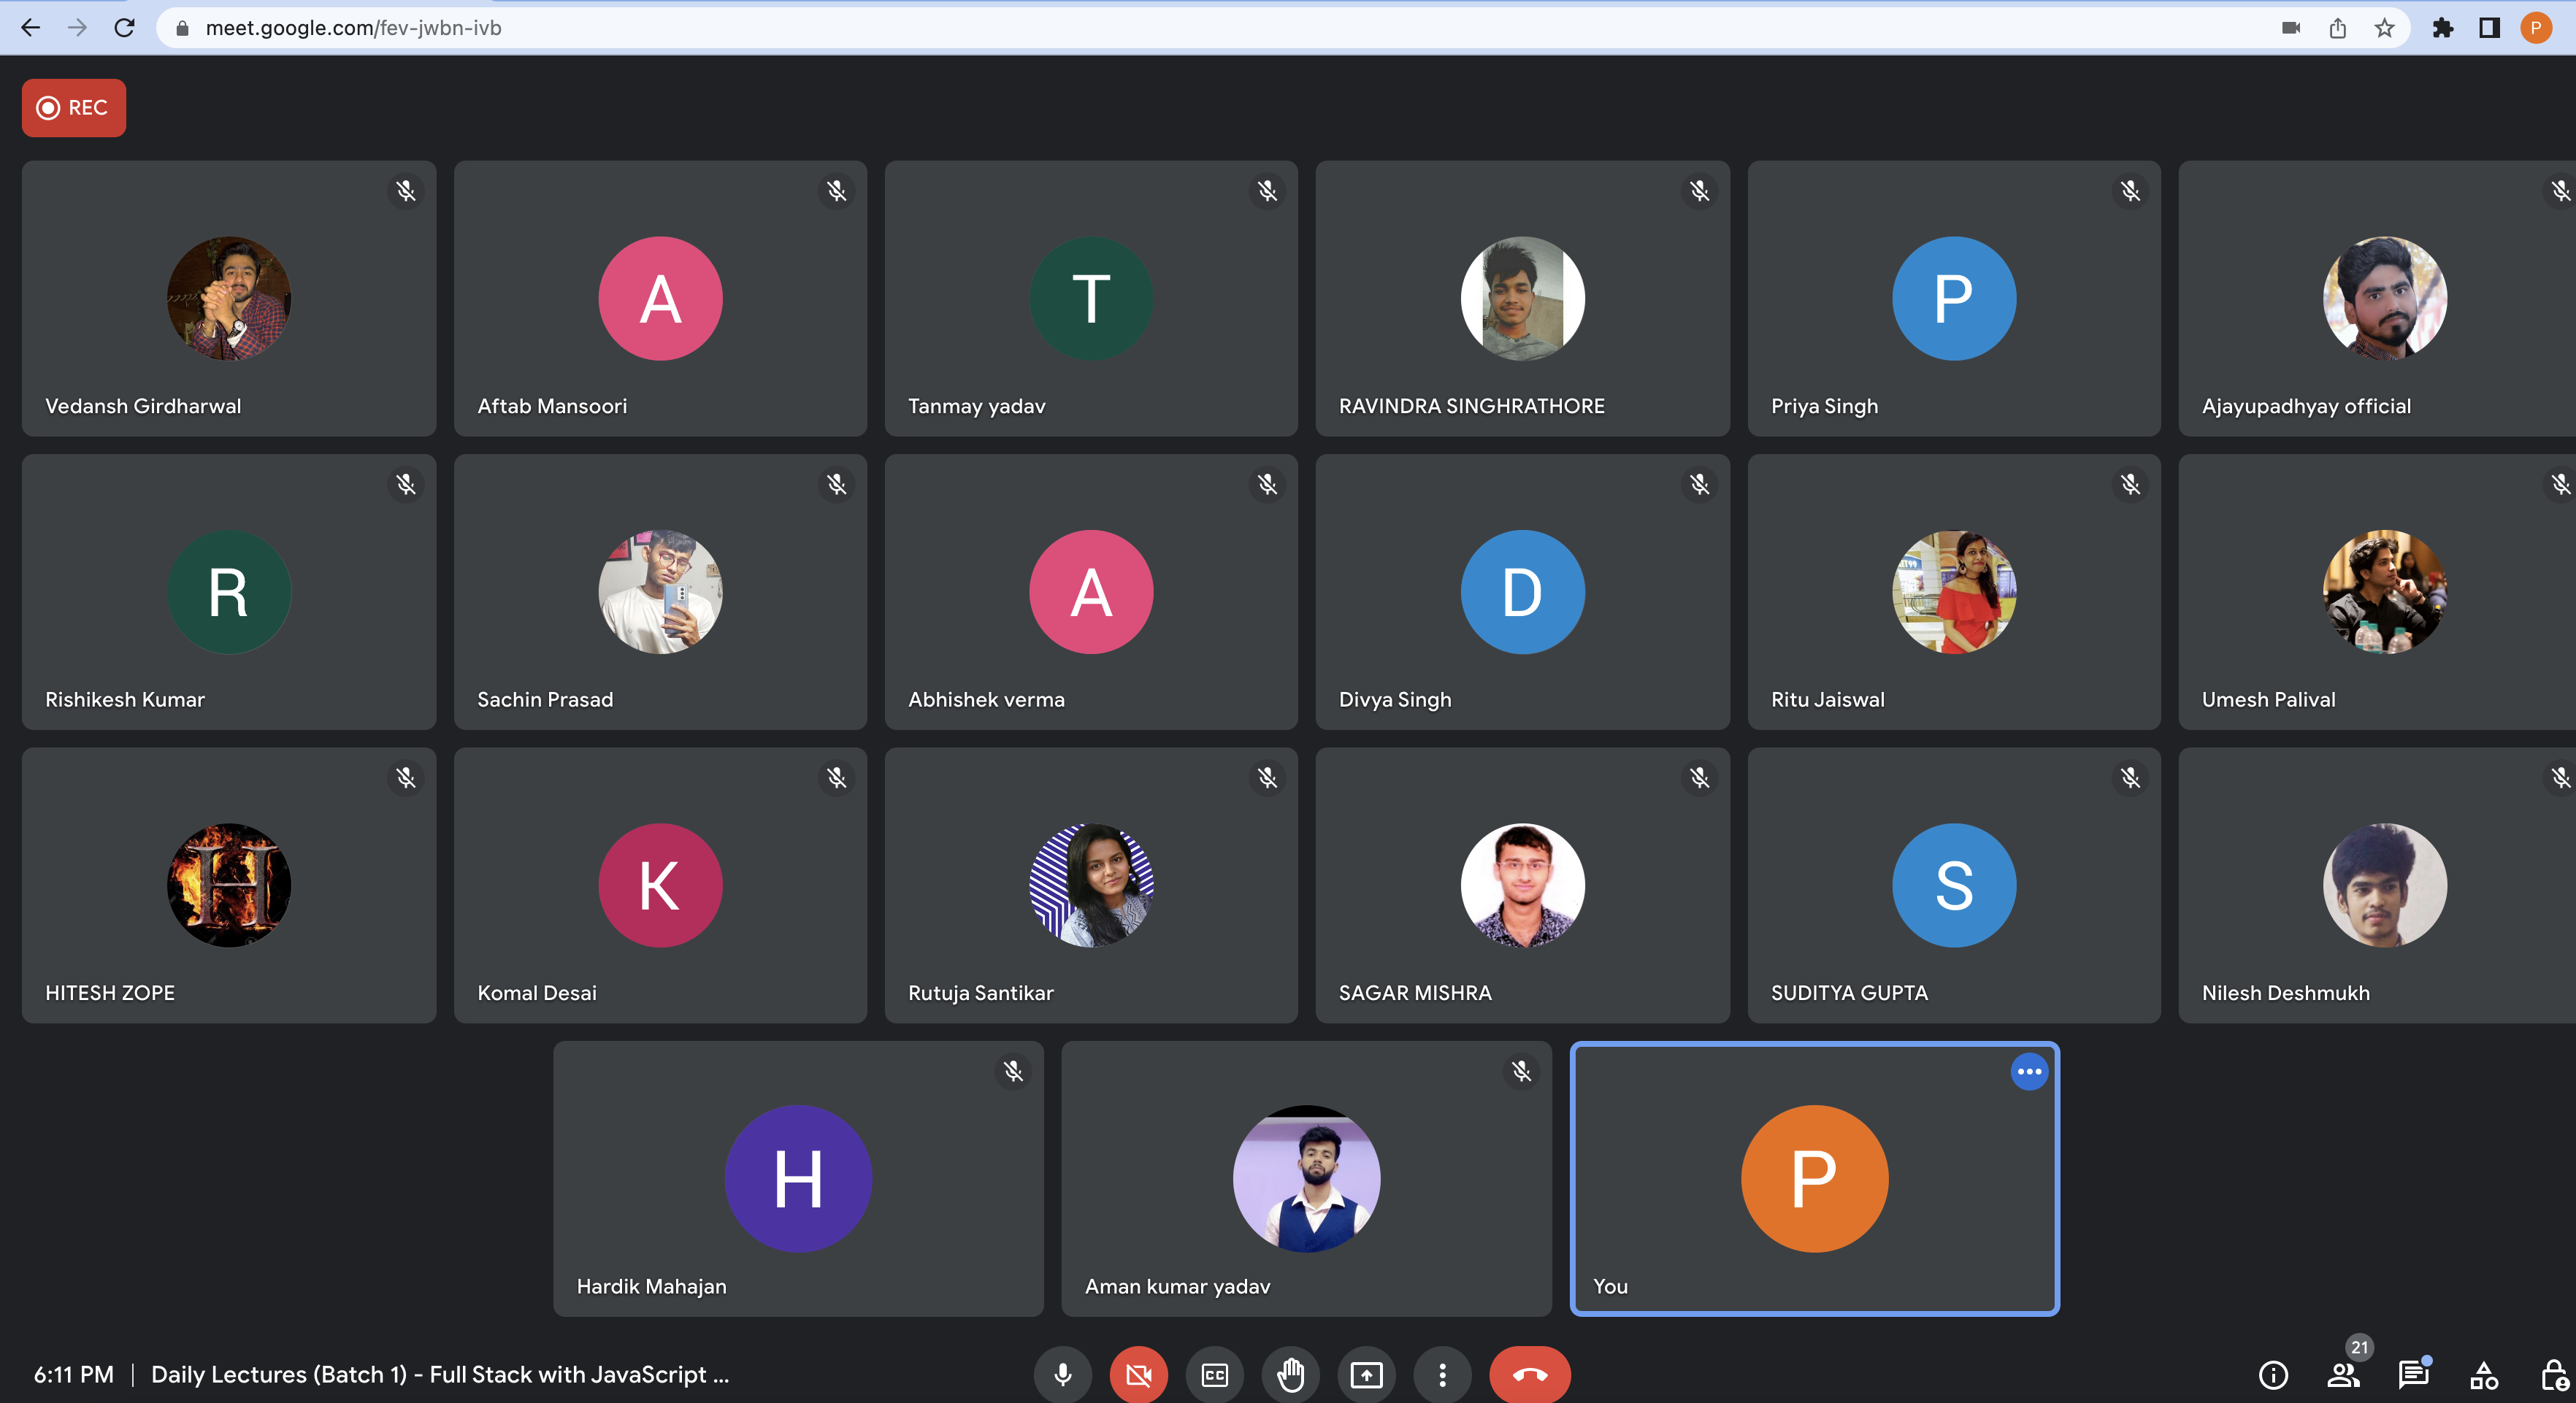 meet.google.com/fev-jwbn-ivb
P
REC
A
T
P
Vedansh Girdharwal
Aftab Mansoori
Tanmay yadav
RAVINDRA SINGHRATHORE
Priya Singh
Ajayupadhyay official
R
A
D
Rishikesh Kumar
Sachin Prasad
Abhishek verma
Divya Singh
Ritu Jaiswal
Umesh Palival
H
K
S
HITESH ZOPE
Komal Desai
Rutuja Santikar
SAGAR MISHRA
SUDITYA GUPTA
Nilesh Deshmukh
H
P
Hardik Mahajan
Aman kumar yadav
You
6:11 PM | Daily Lectures (Batch 1) - Full Stack with JavaScript ...
CC
21